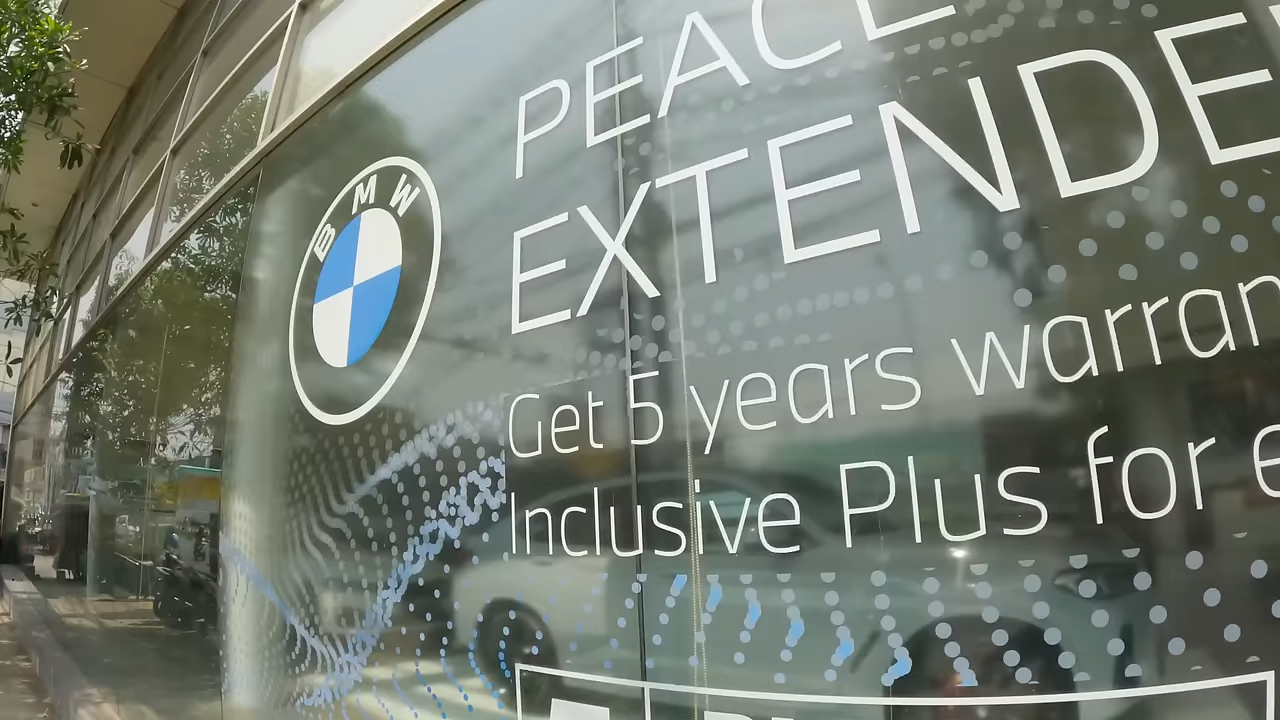 BMW
PEACE
EXTENDE
Get 5 years warran
Inclusive Plus for e